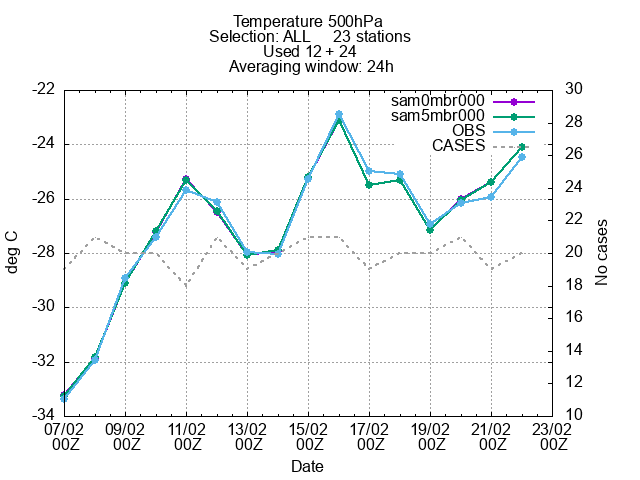 Temperature 500hPa
Selection: ALL 23 stations
Used 12 + 24
Averaging window: 24h
sam0mbr000
sam5mbr000
OBS
CASES
-22
-24
-26
-28
-30
-32
-34
deg C
30
28
26
24
22
20
18
16
14
12
10
No cases
07/02 09/02 11/02 13/02 15/02 17/02 19/02 21/02 23/02
00Z 00Z 00Z 00Z 00Z 00Z 00Z 00Z 00Z
Date